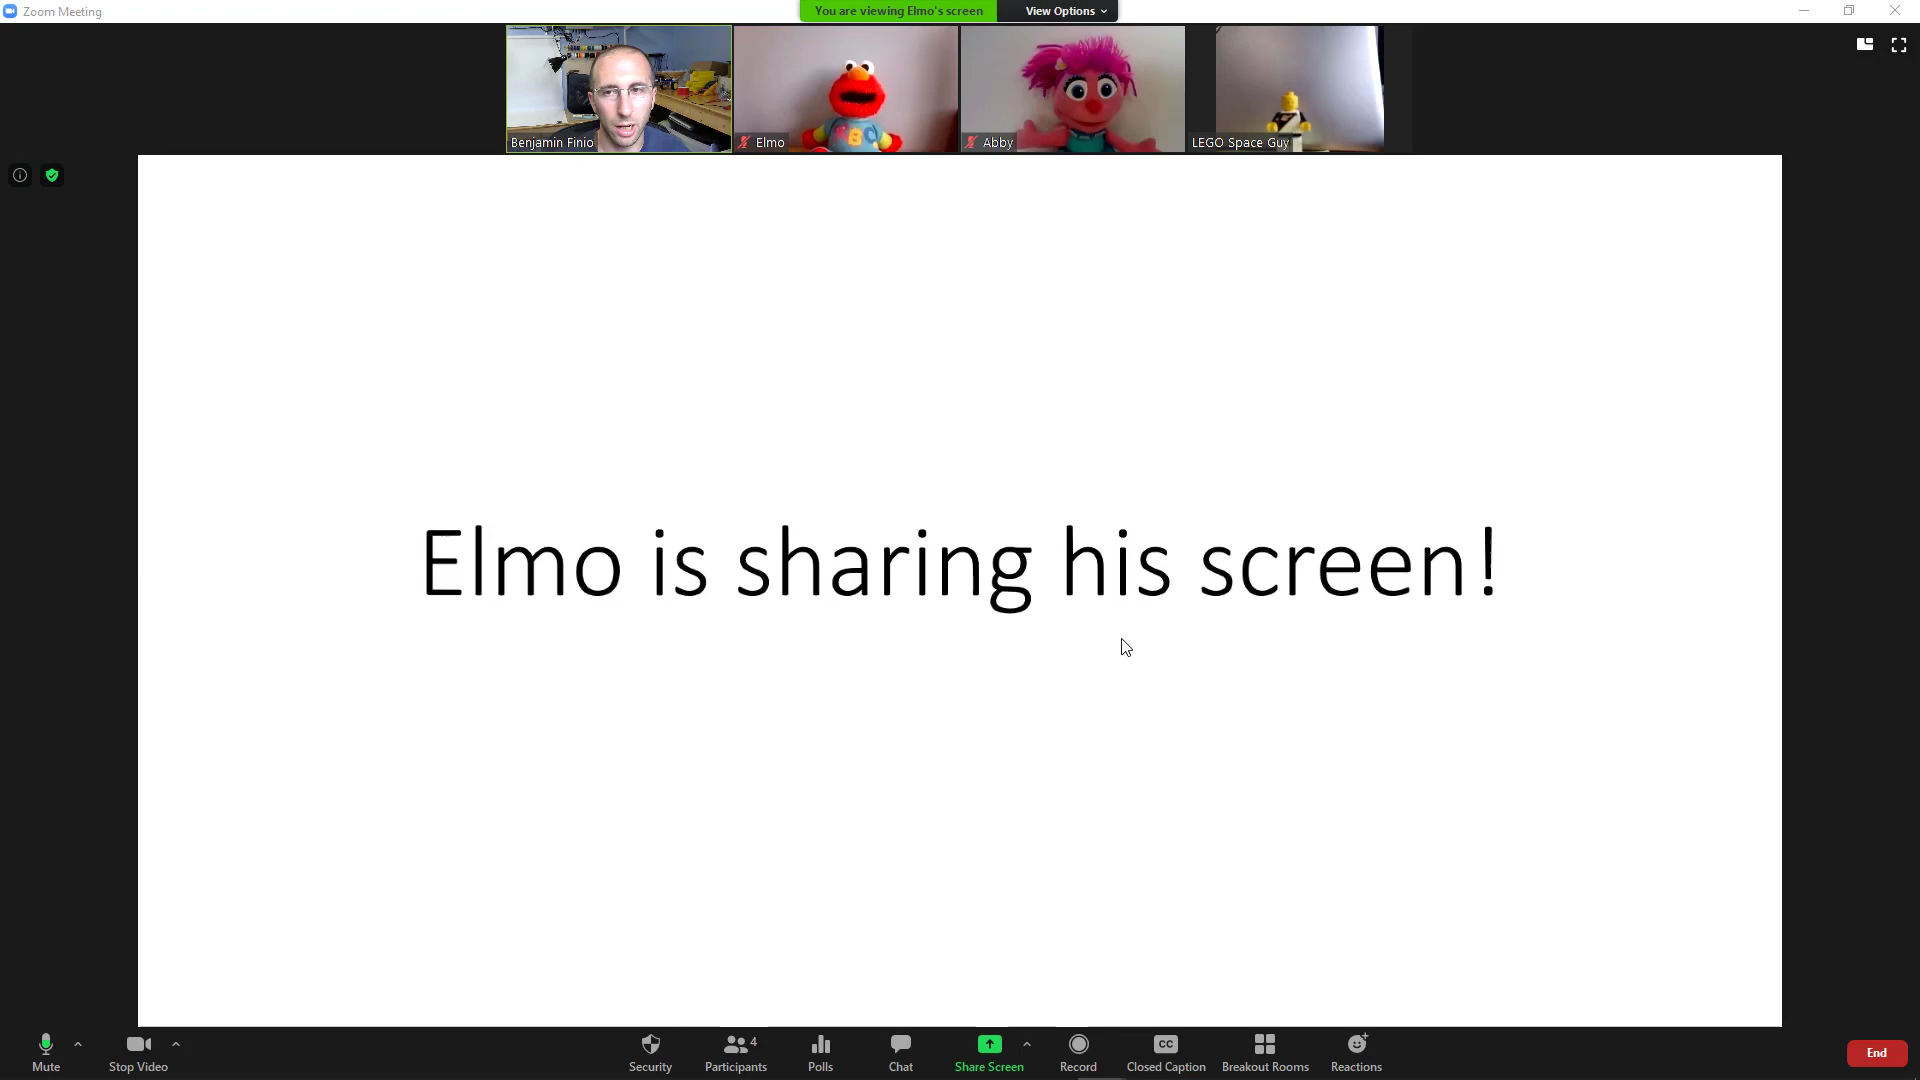 Zoom Meeting
You are viewing Elmo's screen
View Options
Benjamin Finio
Elmo
ABC
Abby
LEGO Space Guy
Elmo is sharing his screen!
Mute
Stop Video
Security
4
Participants
Polls
Chat
Share Screen
Record
CC
Closed Caption
Breakout Rooms
Reactions
End